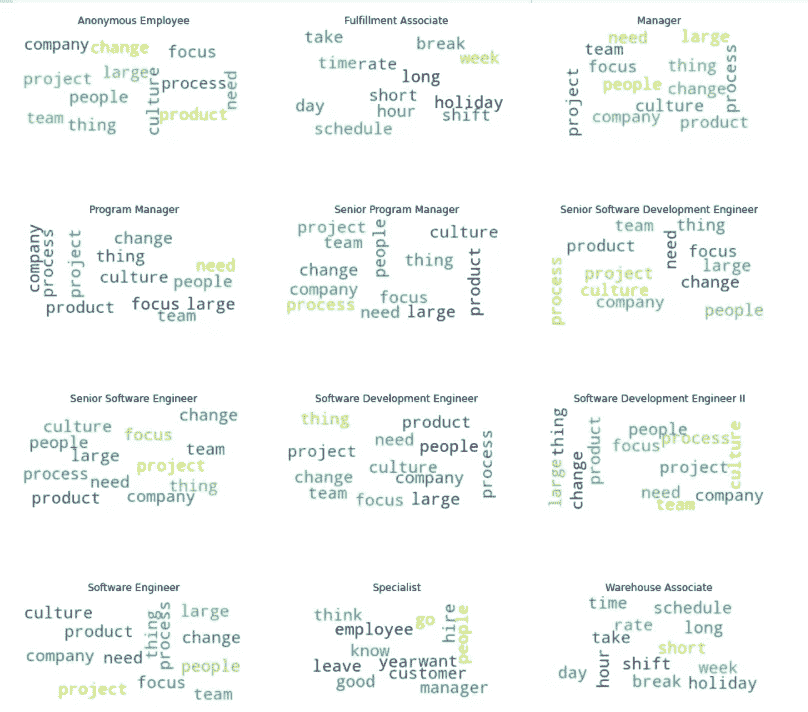 Anonymous Employee
company change focus
project large process
people culture need
team thing product
Fulfillment Associate
take break
time rate week
long
short holiday
day hour shift
schedule
Manager
need large
team
focus thing process
people change
project culture
company product
Program Manager
company process project change
thing
culture need people
product focus large
team
Senior Program Manager
project people culture
team
change thing product
company
process focus
need large
Senior Software Development Engineer
team thing
product need focus
project large
process culture change
company people
Senior Software Engineer
culture change
people focus
large team
process need project
thing
product company
Software Development Engineer
thing product
need people
project process
culture
change company
team focus large
Software Development Engineer II
thing product people
focus process culture
large change project
need company
team
Software Engineer
culture thing process large
product change
company need people
project focus
team
Specialist
think go hire people
employee
know
leave year want
good customer
manager
Warehouse Associate
time schedule
rate long
take short
day hour shift week
break holiday